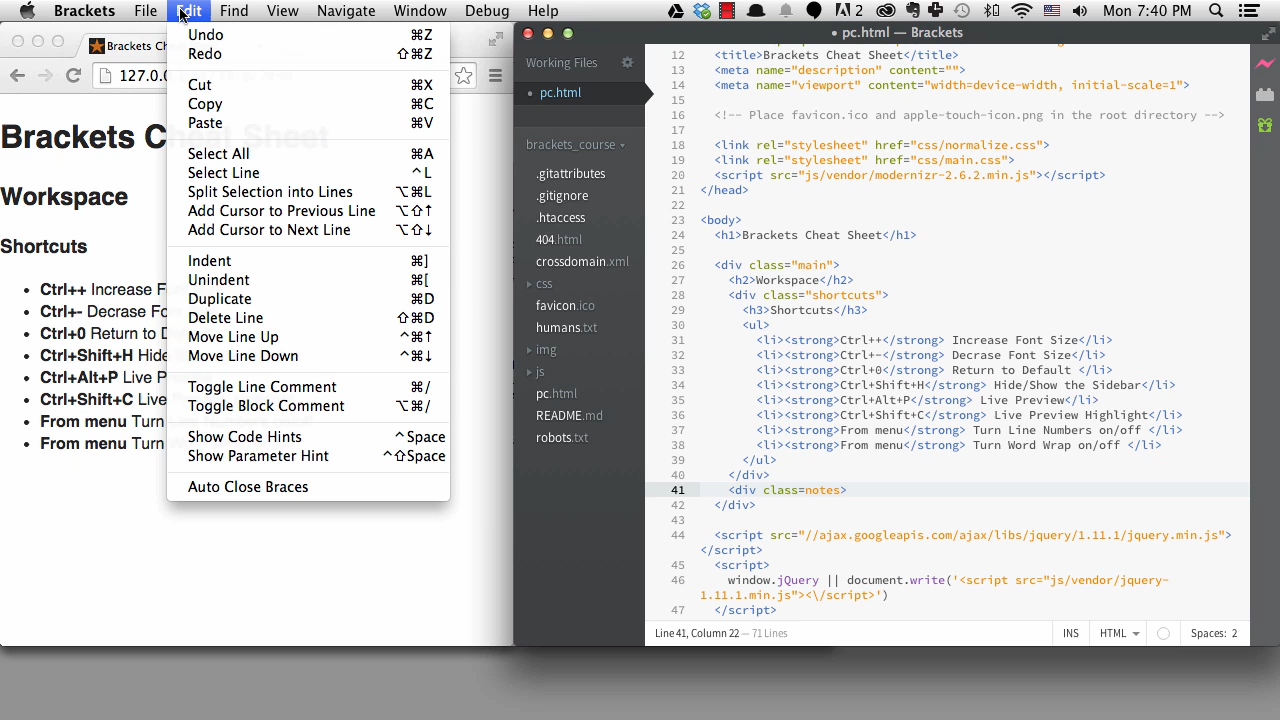 Brackets File Edit Find View Navigate Window Debug Help
2 Mon 7:40 PM
Brackets Ch
127.0.0
Brackets Cheat Sheet
Workspace
Shortcuts
Ctrl++ Increase F
Ctrl+- Decrase Fo
Ctrl+0 Return to D
Ctrl+Shift+H Hide
Ctrl+Alt+P Live P
Ctrl+Shift+C Live
From menu Turn
From menu Turn
Undo ⌘Z
Redo ⇧⌘Z
Cut ⌘X
Copy ⌘C
Paste ⌘V
Select All ⌘A
Select Line ^L
Split Selection into Lines ⌥⌘L
Add Cursor to Previous Line ⌥⇧↑
Add Cursor to Next Line ⌥⇧↓
Indent ⌘]
Unindent ⌘[
Duplicate ⌘D
Delete Line ⇧⌘D
Move Line Up ^⌘↑
Move Line Down ^⌘↓
Toggle Line Comment ⌘/
Toggle Block Comment ⌥⌘/
Show Code Hints ^Space
Show Parameter Hint ^⇧Space
Auto Close Braces
• pc.html — Brackets
Working Files
• pc.html
brackets_course
.gitattributes
.gitignore
.htaccess
404.html
crossdomain.xml
css
favicon.ico
humans.txt
img
js
pc.html
README.md
robots.txt
12 <title>Brackets Cheat Sheet</title>
13 <meta name="description" content="">
14 <meta name="viewport" content="width=device-width, initial-scale=1">
15
16 <!-- Place favicon.ico and apple-touch-icon.png in the root directory -->
17
18 <link rel="stylesheet" href="css/normalize.css">
19 <link rel="stylesheet" href="css/main.css">
20 <script src="js/vendor/modernizr-2.6.2.min.js"></script>
21 </head>
22
23 <body>
24 <h1>Brackets Cheat Sheet</h1>
25
26 <div class="main">
27 <h2>Workspace</h2>
28 <div class="shortcuts">
29 <h3>Shortcuts</h3>
30 <ul>
31 <li><strong>Ctrl++</strong> Increase Font Size</li>
32 <li><strong>Ctrl+-</strong> Decrase Font Size</li>
33 <li><strong>Ctrl+0</strong> Return to Default </li>
34 <li><strong>Ctrl+Shift+H</strong> Hide/Show the Sidebar</li>
35 <li><strong>Ctrl+Alt+P</strong> Live Preview</li>
36 <li><strong>Ctrl+Shift+C</strong> Live Preview Highlight</li>
37 <li><strong>From menu</strong> Turn Line Numbers on/off </li>
38 <li><strong>From menu</strong> Turn Word Wrap on/off </li>
39 </ul>
40 </div>
41 <div class=notes>
42 </div>
43
44 <script src="//ajax.googleapis.com/ajax/libs/jquery/1.11.1/jquery.min.js">
</script>
45 <script>
46 window.jQuery || document.write('<script src="js/vendor/jquery-
1.11.1.min.js"><\/script>')
47 </script>
Line 41, Column 22 — 71 Lines
INS HTML Spaces: 2